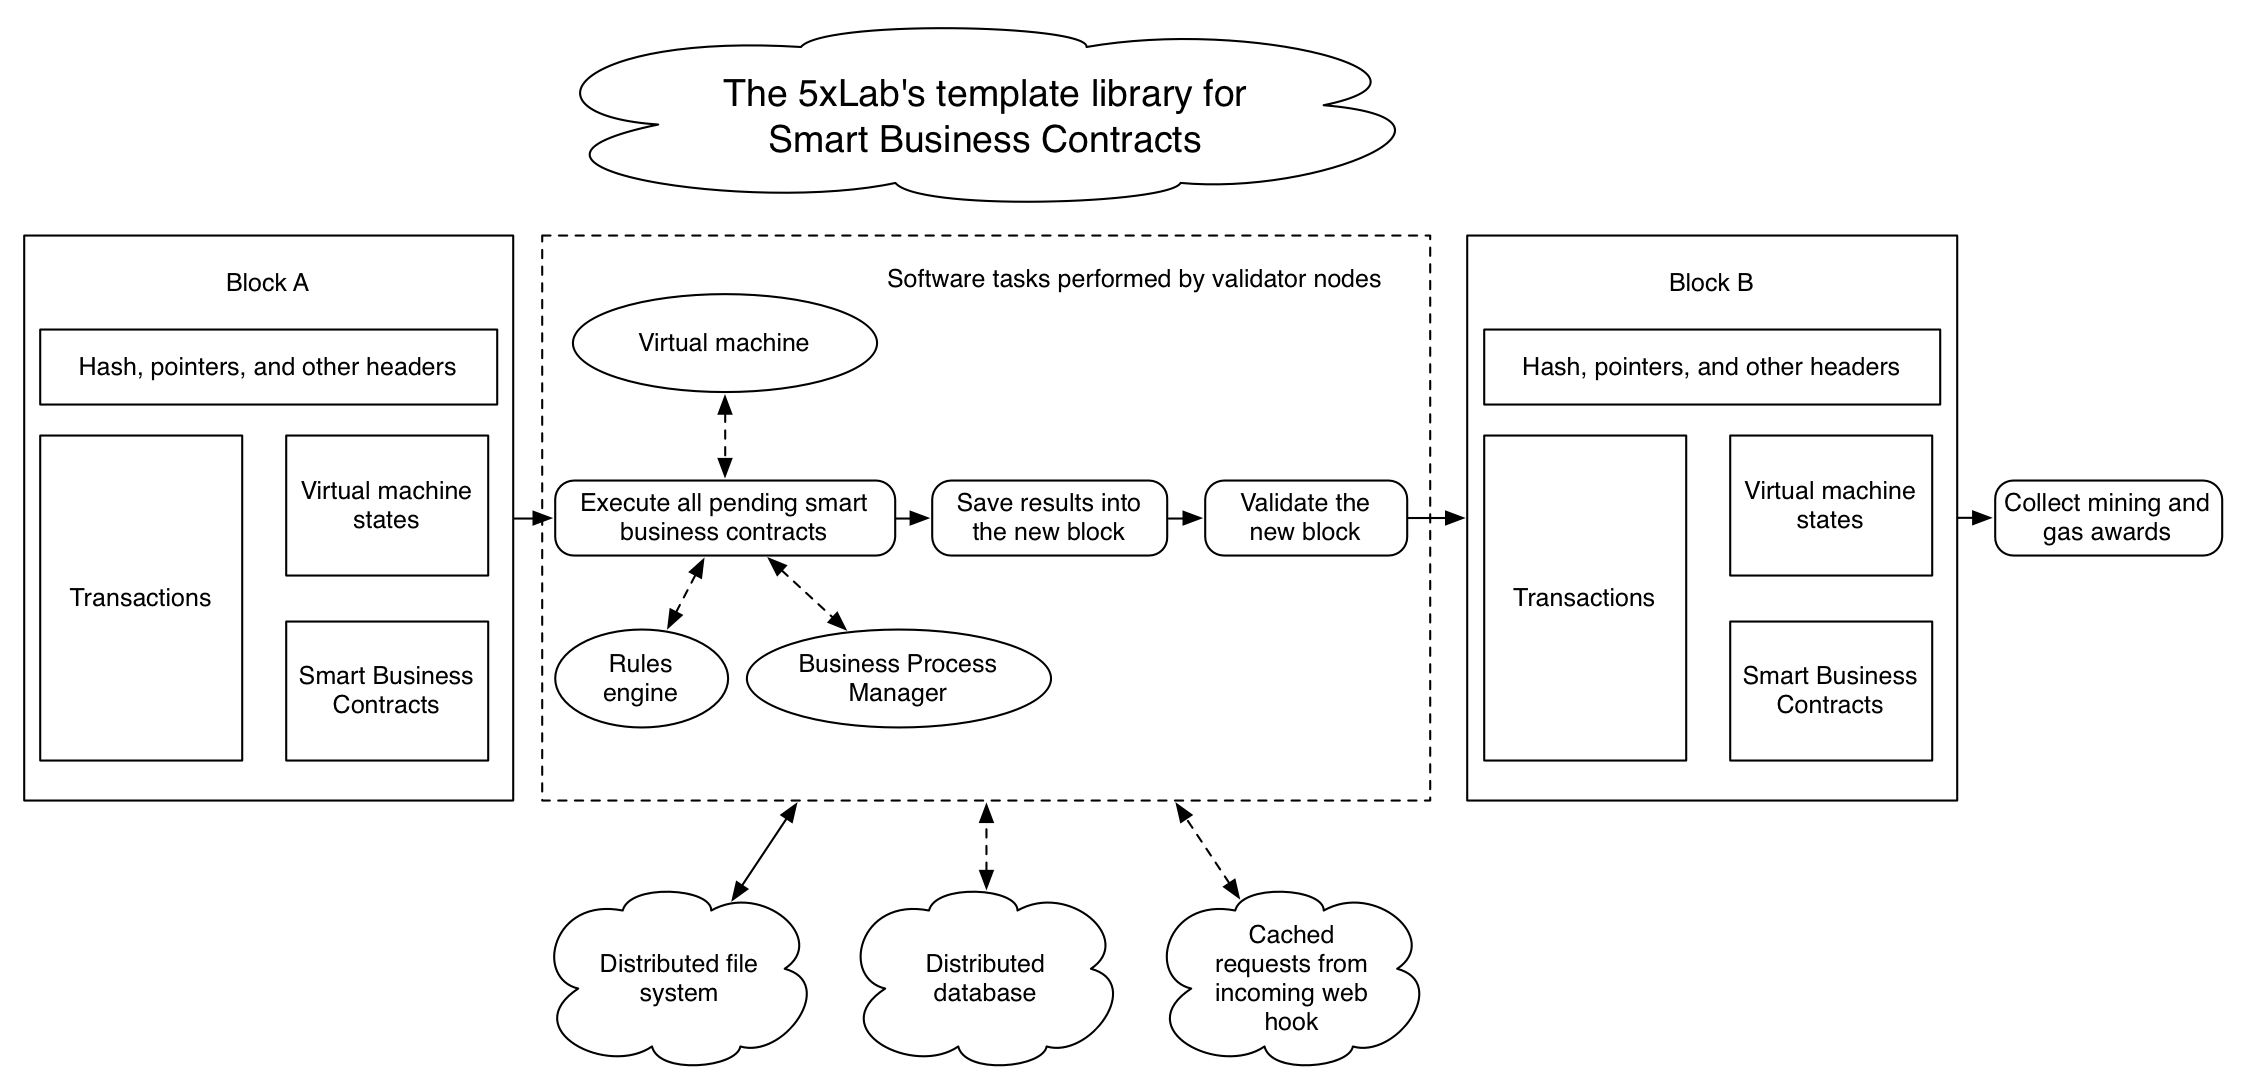 The 5xLab's template library for
Smart Business Contracts
Block A
Hash, pointers, and other headers
Transactions
Virtual machine
states
Smart Business
Contracts
Software tasks performed by validator nodes
Virtual machine
Execute all pending smart
business contracts
Save results into
the new block
Validate the
new block
Rules
engine
Business Process
Manager
Block B
Hash, pointers, and other headers
Transactions
Virtual machine
states
Smart Business
Contracts
Collect mining and
gas awards
Distributed file
system
Distributed
database
Cached
requests from
incoming web
hook